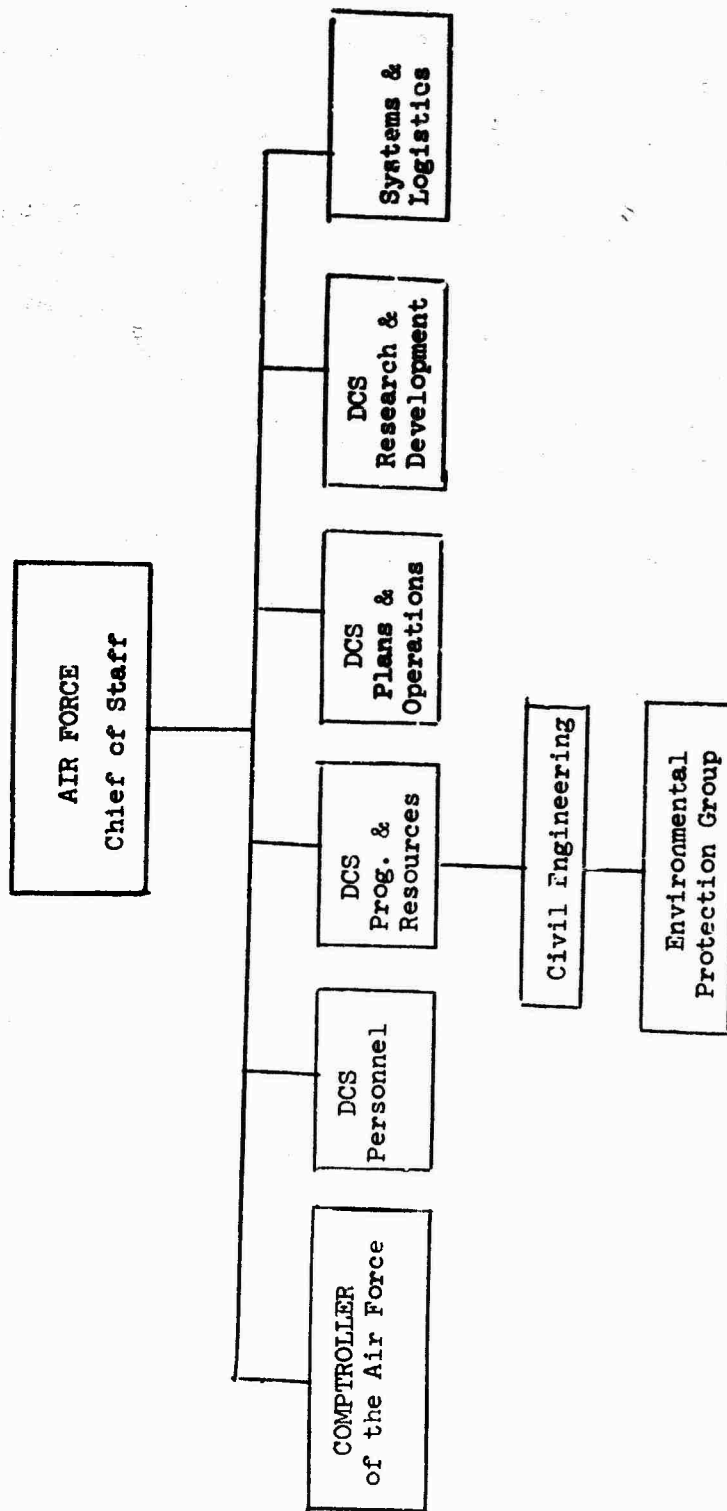 AIR FORCE
Chief of Staff
COMPTROLLER
of the Air Force
DCS
Personnel
DCS
Prog. &
Resources
DCS
Plans &
Operations
DCS
Research &
Development
Systems &
Logistics
Civil Engineering
Environmental
Protection Group